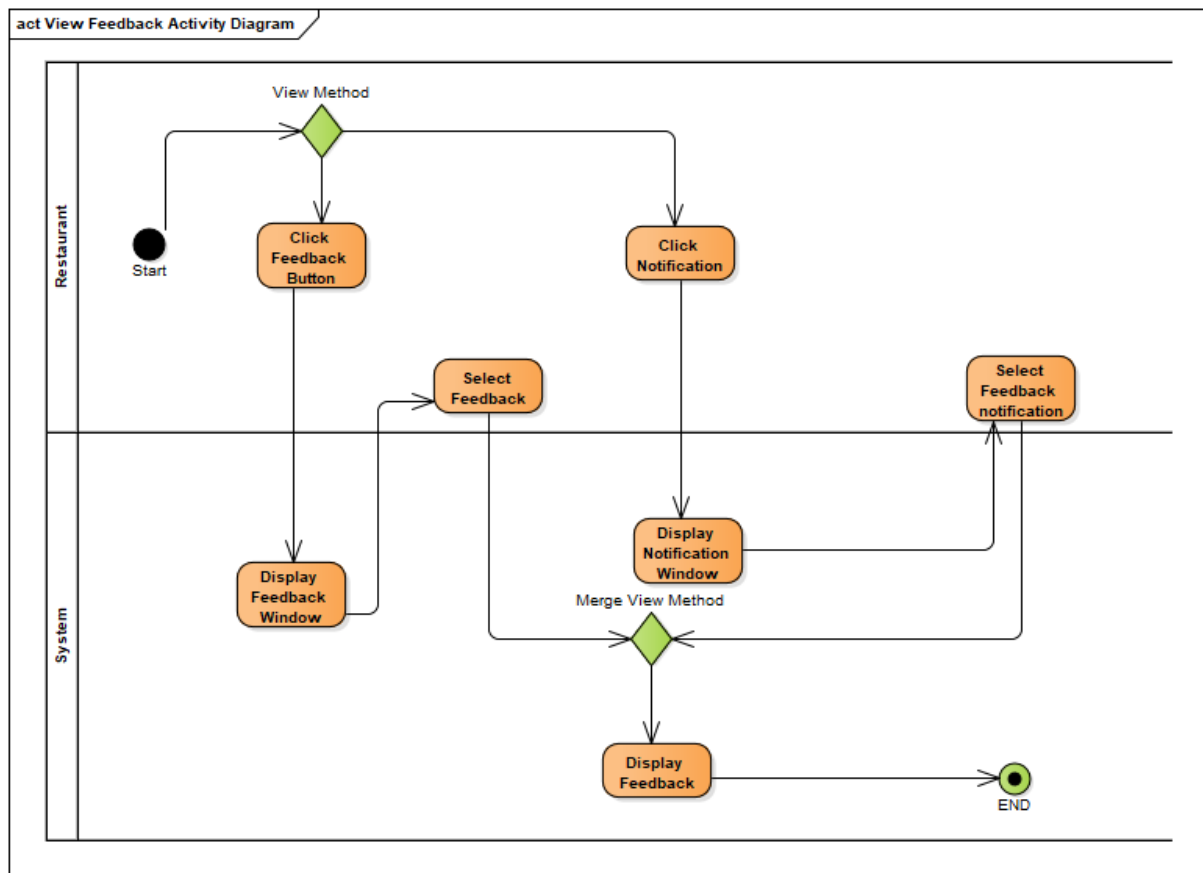 act View Feedback Activity Diagram
View Method
Restaurant
Start
Click
Feedback
Button
Click
Notification
Select
Feedback
Select
Feedback
notification
System
Display
Feedback
Window
Display
Notification
Window
Merge View Method
Display
Feedback
END